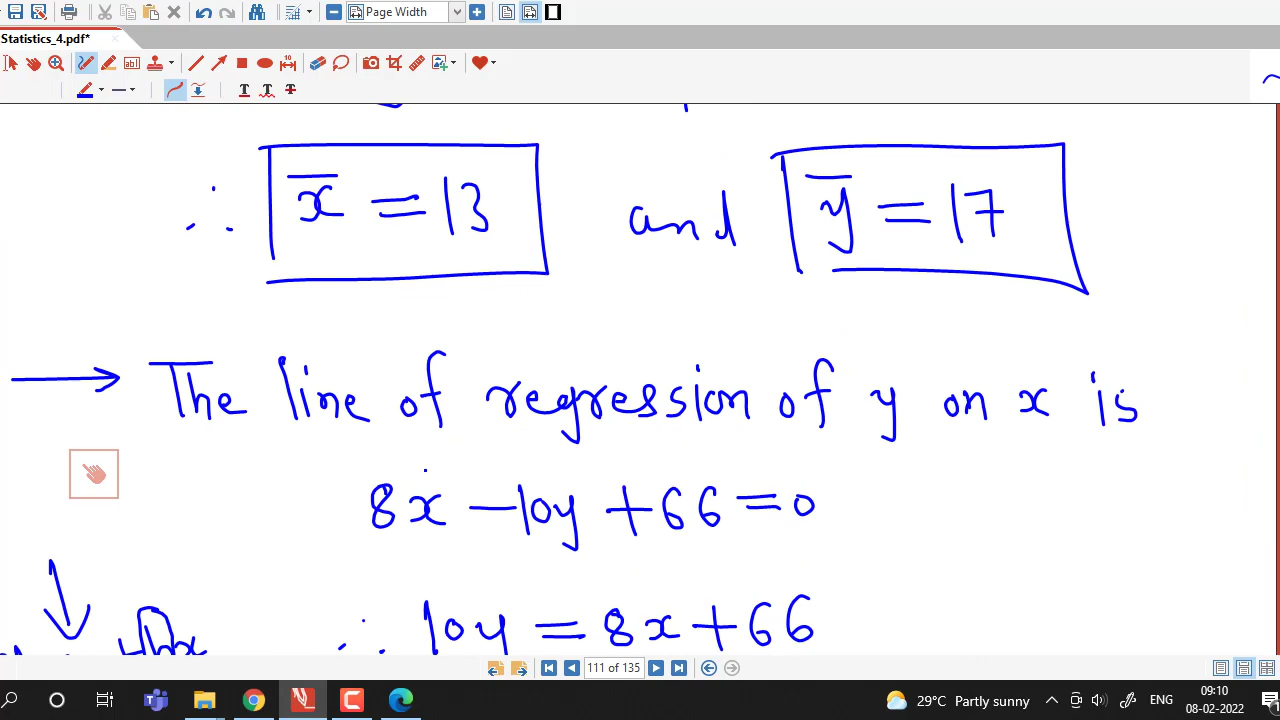 Page Width
Statistics_4.pdf*
10
∴ x̅ = 13 and y̅ = 17
→ The line of regression of y on x is
8x − 10y + 66 = 0
∴ 10y = 8x + 66
111 of 135
29°C Partly sunny
ENG
09:10
08-02-2022